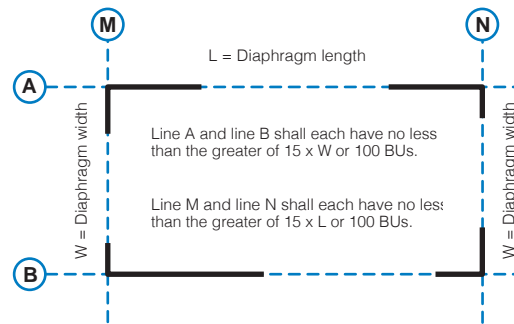 M
N
L = Diaphragm length
A
W = Diaphragm width
W = Diaphragm width
Line A and line B shall each have no less
than the greater of 15 x W or 100 BUs.
Line M and line N shall each have no less
than the greater of 15 x L or 100 BUs.
B